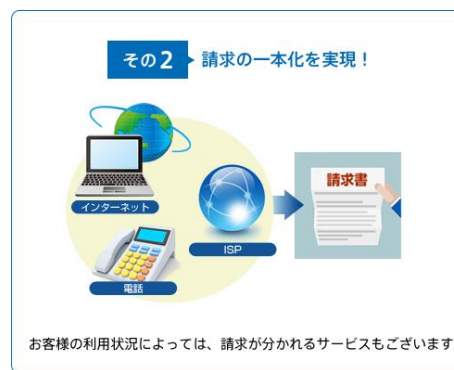 その2 請求の一本化を実現！
請求書
インターネット
ISP
電話
お客様の利用状況によっては、請求が分かれるサービスもございます